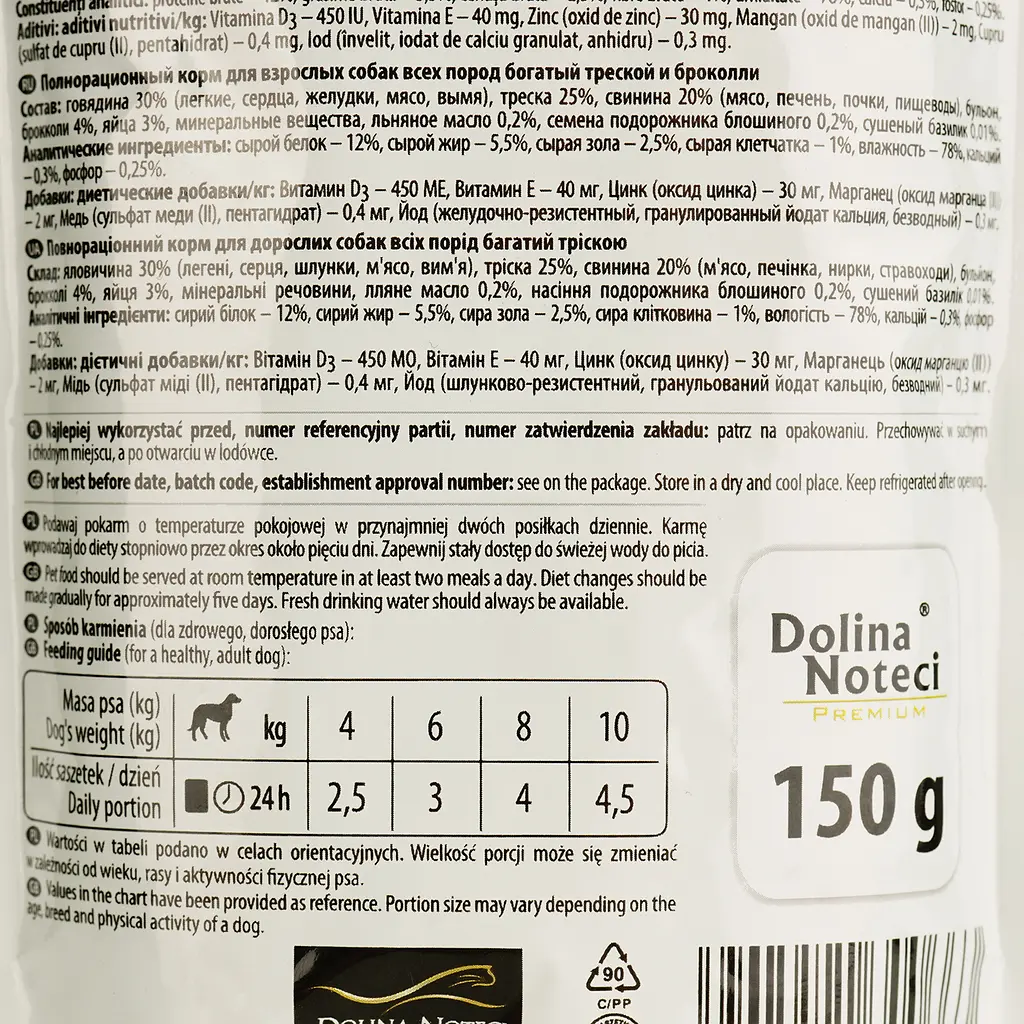 Aditivi: aditivi nutritivi/kg: Vitamina D3 – 450 IU, Vitamina E – 40 mg, Zinc (oxid de zinc) – 30 mg, Mangan (oxid de mangan (II)) – 2 mg, Cupru
(sulfat de cupru (II), pentahidrat) – 0,4 mg, Iod (învelit, iodat de calciu granulat, anhidru) – 0,3 mg.
RU Полнорационный корм для взрослых собак всех пород богатый треской и броколли
Состав: говядина 30% (легкие, сердца, желудки, мясо, вымя), треска 25%, свинина 20% (мясо, печень, почки, пищеводы), бульон,
брокколи 4%, яйца 3%, минеральные вещества, льняное масло 0,2%, семена подорожника блошиного 0,2%, сушеный базилик 0,01%.
Аналитические ингредиенты: сырой белок – 12%, сырой жир – 5,5%, сырая зола – 2,5%, сырая клетчатка – 1%, влажность – 78%, кальций
– 0,3%, фосфор – 0,25%.
Добавки: диетические добавки/кг: Витамин D3 – 450 МЕ, Витамин Е – 40 мг, Цинк (оксид цинка) – 30 мг, Марганец (оксид марганца (II))
– 2 мг, Медь (сульфат меди (II), пентагидрат) – 0,4 мг, Йод (желудочно-резистентный, гранулированный йодат кальция, безводный) – 0,3 мг.
UA Повнораціонний корм для дорослих собак всіх порід багатий тріскою
Склад: яловичина 30% (легені, серця, шлунки, м'ясо, вим'я), тріска 25%, свинина 20% (м'ясо, печінка, нирки, стравоходи), бульйон,
брокколі 4%, яйця 3%, мінеральні речовини, лляне масло 0,2%, насіння подорожника блошиного 0,2%, сушений базилік 0,01%.
Аналітичні інгредієнти: сирий білок – 12%, сирий жир – 5,5%, сира зола – 2,5%, сира клітковина – 1%, вологість – 78%, кальцій – 0,3%, фосфор
– 0,25%.
Добавки: дієтичні добавки/кг: Вітамін D3 – 450 МО, Вітамін Е – 40 мг, Цинк (оксид цинку) – 30 мг, Марганець (оксид марганцю (II))
– 2 мг, Мідь (сульфат міді (II), пентагідрат) – 0,4 мг, Йод (шлунково-резистентний, гранульований йодат кальцію, безводний) – 0,3 мг.
PL Najlepiej wykorzystać przed, numer referencyjny partii, numer zatwierdzenia zakładu: patrz na opakowaniu. Przechowywać w suchym
i chłodnym miejscu, a po otwarciu w lodówce.
GB For best before date, batch code, establishment approval number: see on the package. Store in a dry and cool place. Keep refrigerated after opening.
PL Podawaj pokarm o temperaturze pokojowej w przynajmniej dwóch posiłkach dziennie. Karmę
wprowadzaj do diety stopniowo przez okres około pięciu dni. Zapewnij stały dostęp do świeżej wody do picia.
GB Pet food should be served at room temperature in at least two meals a day. Diet changes should be
made gradually for approximately five days. Fresh drinking water should always be available.
PL Sposób karmienia (dla zdrowego, dorosłego psa):
GB Feeding guide (for a healthy, adult dog):
Masa psa (kg)
Dog's weight (kg) kg 4 6 8 10
Ilość saszetek / dzień
Daily portion 24h 2,5 3 4 4,5
PL Wartości w tabeli podano w celach orientacyjnych. Wielkość porcji może się zmieniać
w zależności od wieku, rasy i aktywności fizycznej psa.
GB Values in the chart have been provided as reference. Portion size may vary depending on the
age, breed and physical activity of a dog.
Dolina ®
Noteci
PREMIUM
150 g
DOLINA NOTECI
90
C/PP